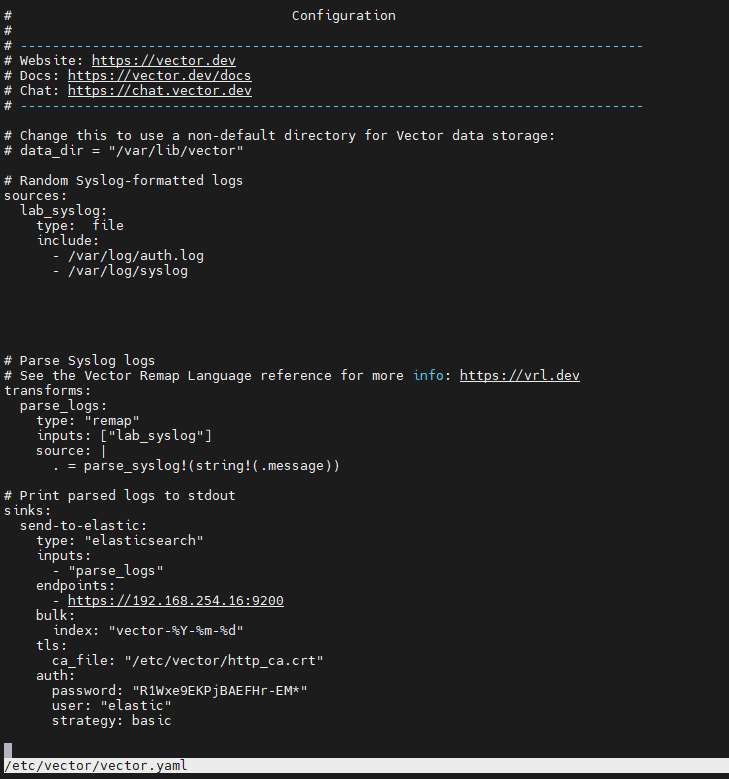 # Configuration
#
# ------------------------------------------------------------------------------
# Website: https://vector.dev
# Docs: https://vector.dev/docs
# Chat: https://chat.vector.dev
# ------------------------------------------------------------------------------
# Change this to use a non-default directory for Vector data storage:
# data_dir = "/var/lib/vector"
# Random Syslog-formatted logs
sources:
  lab_syslog:
    type:  file
    include:
      - /var/log/auth.log
      - /var/log/syslog
# Parse Syslog logs
# See the Vector Remap Language reference for more info: https://vrl.dev
transforms:
  parse_logs:
    type: "remap"
    inputs: ["lab_syslog"]
    source: |
      . = parse_syslog!(string!(.message))
# Print parsed logs to stdout
sinks:
  send-to-elastic:
    type: "elasticsearch"
    inputs:
      - "parse_logs"
    endpoints:
      - https://192.168.254.16:9200
    bulk:
      index: "vector-%Y-%m-%d"
    tls:
      ca_file: "/etc/vector/http_ca.crt"
    auth:
      password: "R1Wxe9EKPjBAEFHr-EM*"
      user: "elastic"
      strategy: basic
/etc/vector/vector.yaml